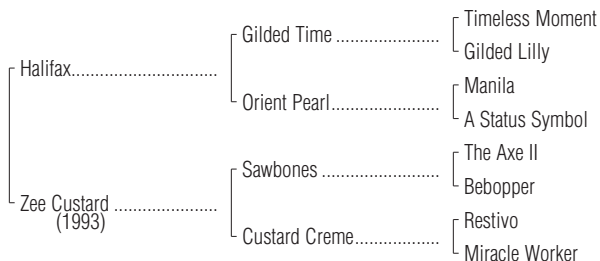 Timeless Moment
Gilded Time
Gilded Lilly
Halifax
Manila
Orient Pearl
A Status Symbol
The Axe II
Sawbones
Bebopper
Zee Custard
(1993)
Restivo
Custard Creme
Miracle Worker